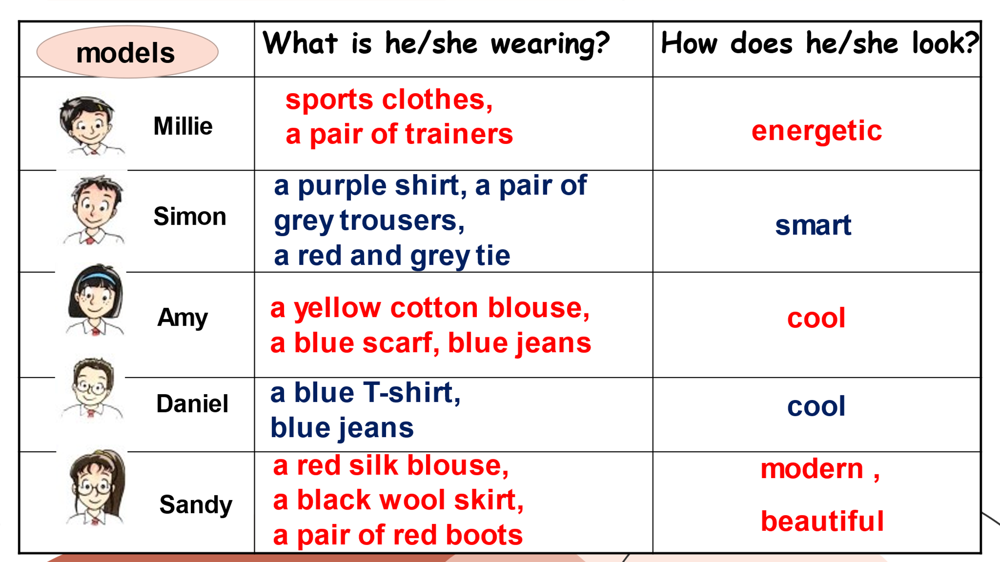 models
What is he/she wearing?
How does he/she look?
Millie
sports clothes,
a pair of trainers
energetic
Simon
a purple shirt, a pair of
grey trousers,
a red and grey tie
smart
Amy
a yellow cotton blouse,
a blue scarf, blue jeans
cool
Daniel
a blue T-shirt,
blue jeans
cool
Sandy
a red silk blouse,
a black wool skirt,
a pair of red boots
modern ,
beautiful